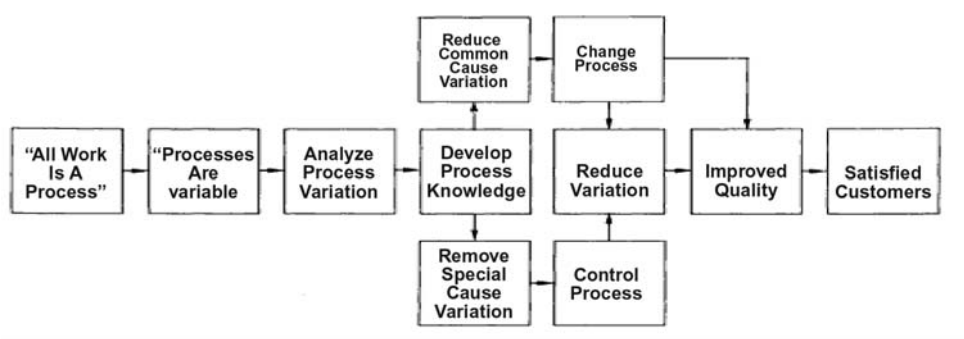 Reduce
Common
Cause
Variation
Change
Process
“All Work
Is A
Process”
“Processes
Are
variable
Analyze
Process
Variation
Develop
Process
Knowledge
Reduce
Variation
Improved
Quality
Satisfied
Customers
Remove
Special
Cause
Variation
Control
Process